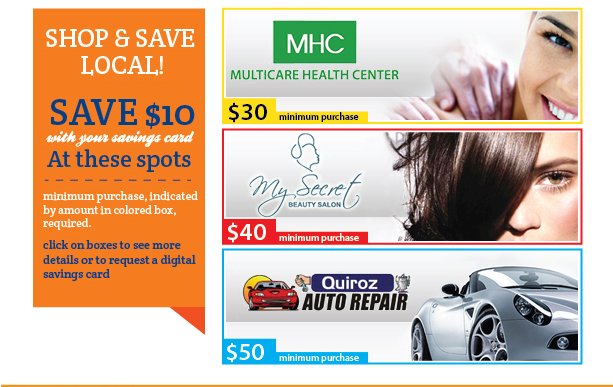 SHOP & SAVE
LOCAL!
SAVE $10
with your savings card
At these spots
minimum purchase, indicated
by amount in colored box,
required.
click on boxes to see more
details or to request a digital
savings card
MHC
MULTICARE HEALTH CENTER
$30 minimum purchase
My Secret
BEAUTY SALON
$40 minimum purchase
Quiroz
AUTO REPAIR
$50 minimum purchase